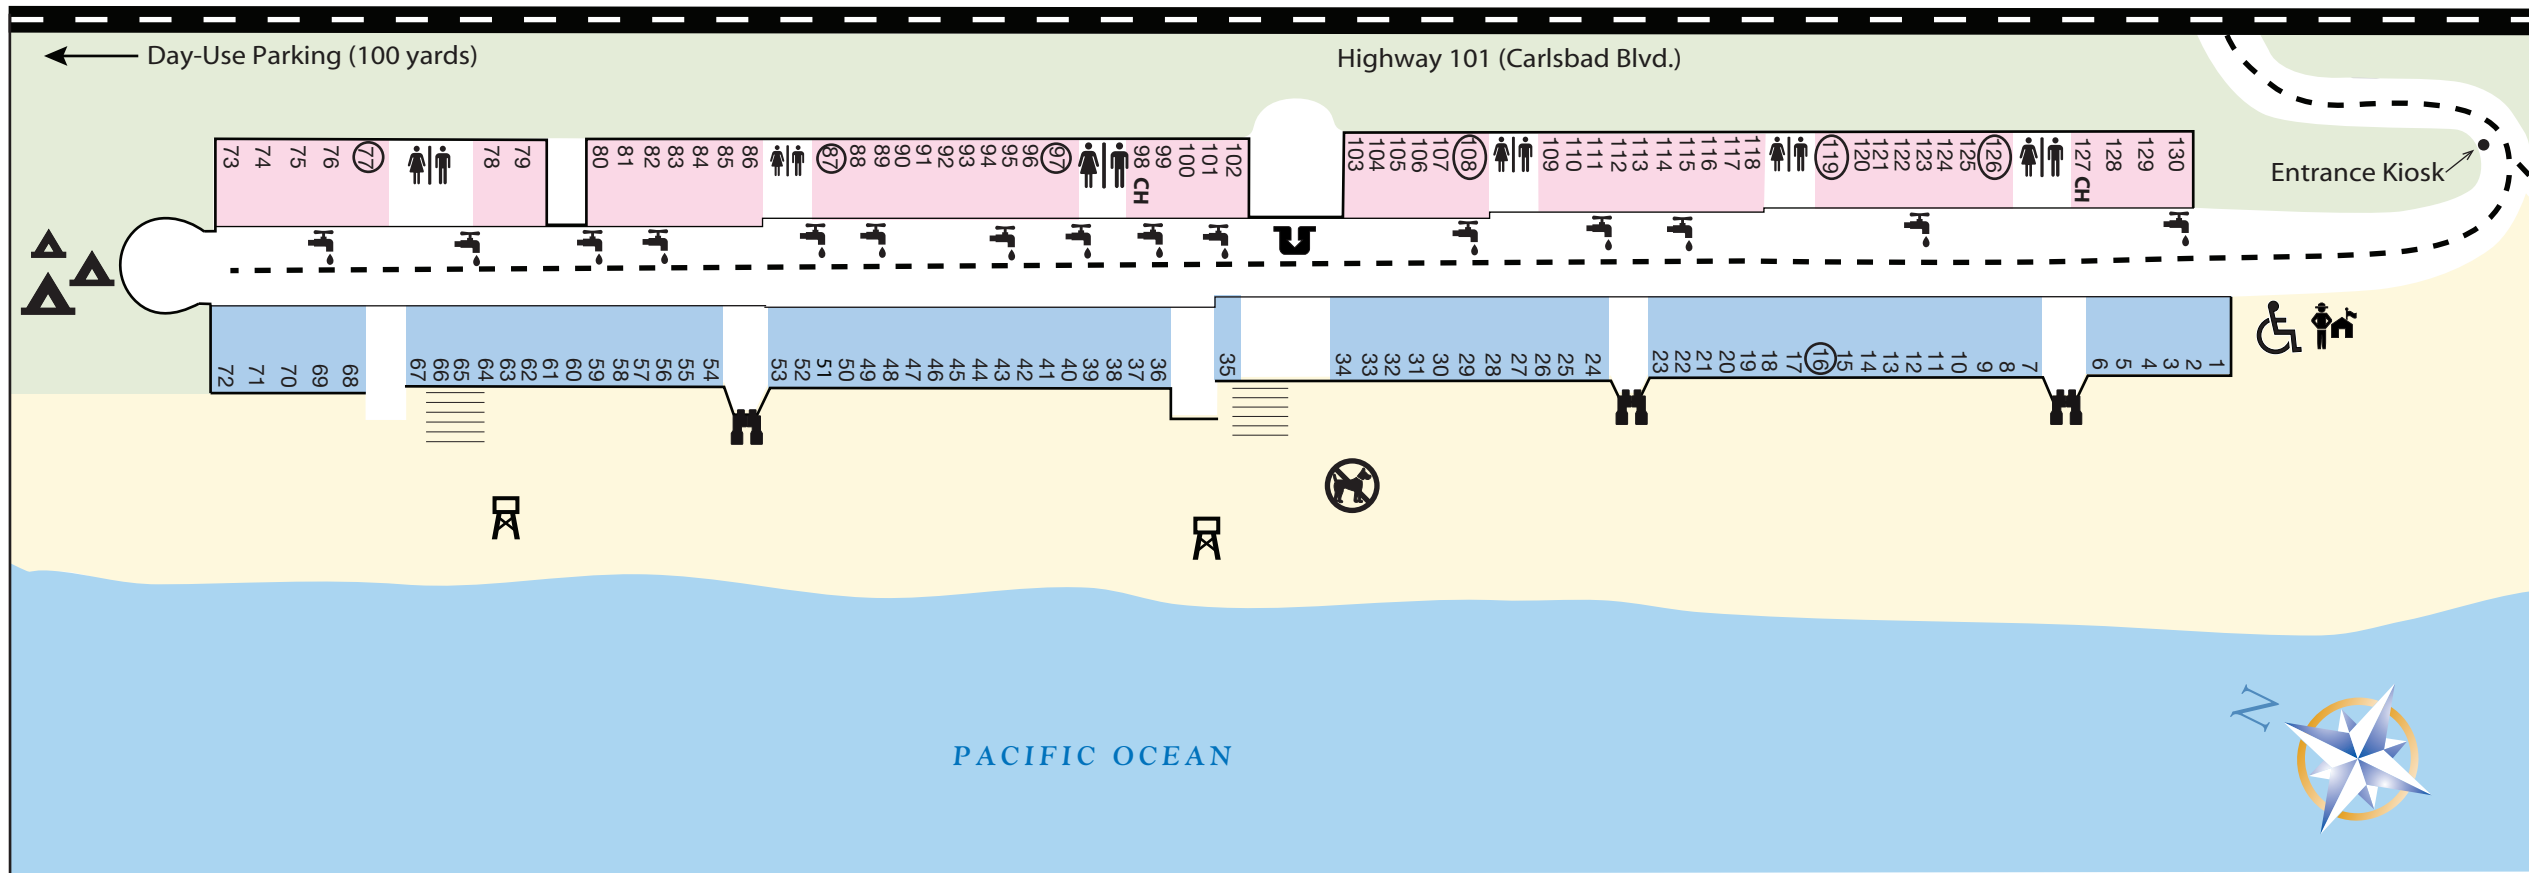 Day-Use Parking (100 yards)
Highway 101 (Carlsbad Blvd.)
Entrance Kiosk
73 74 75 76 77 78 79 80 81 82 83 84 85 86 87 88 89 90 91 92 93 94 95 96 97 98 CH 99 100 101 102 103 104 105 106 107 108 109 110 111 112 113 114 115 116 117 118 119 120 121 122 123 124 125 126 127 CH 128 129 130
72 71 70 69 68 67 66 65 64 63 62 61 60 59 58 57 56 55 54 53 52 51 50 49 48 47 46 45 44 43 42 41 40 39 38 37 36 35 34 33 32 31 30 29 28 27 26 25 24 23 22 21 20 19 18 17 16 15 14 13 12 11 10 9 8 7 6 5 4 3 2 1
N
PACIFIC OCEAN